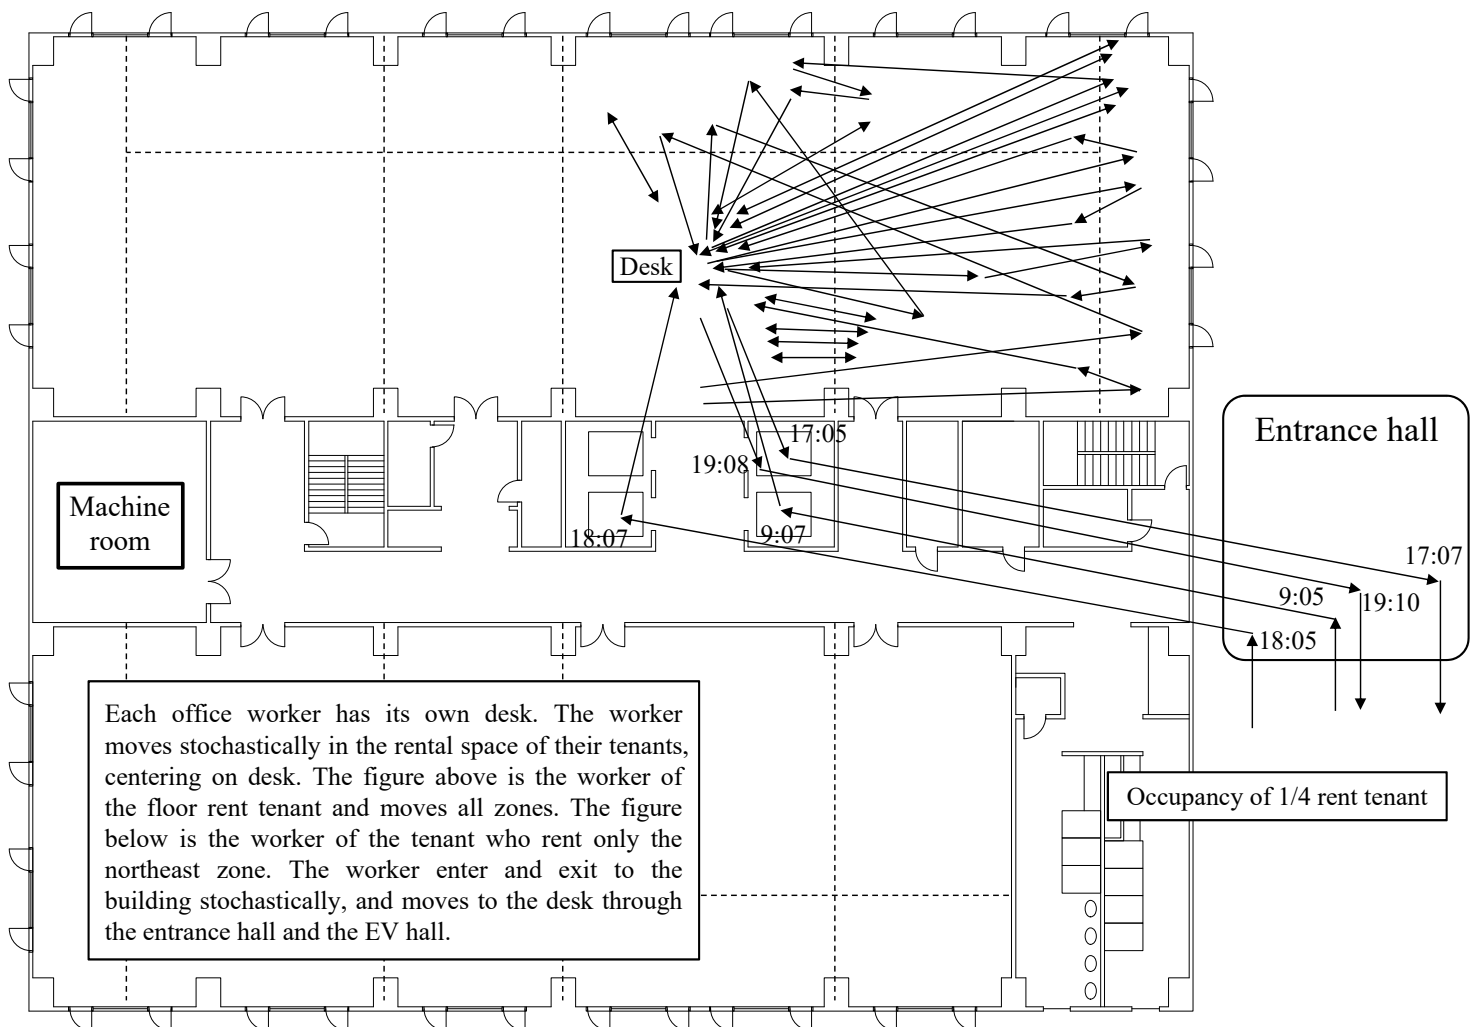 Desk
17:05
Entrance hall
19:08
Machine
room
18:07
9:07
17:07
9:05
19:10
18:05
Each office worker has its own desk. The worker
moves stochastically in the rental space of their tenants,
centering on desk. The figure above is the worker of
the floor rent tenant and moves all zones. The figure
below is the worker of the tenant who rent only the
northeast zone. The worker enter and exit to the
building stochastically, and moves to the desk through
the entrance hall and the EV hall.
Occupancy of 1/4 rent tenant